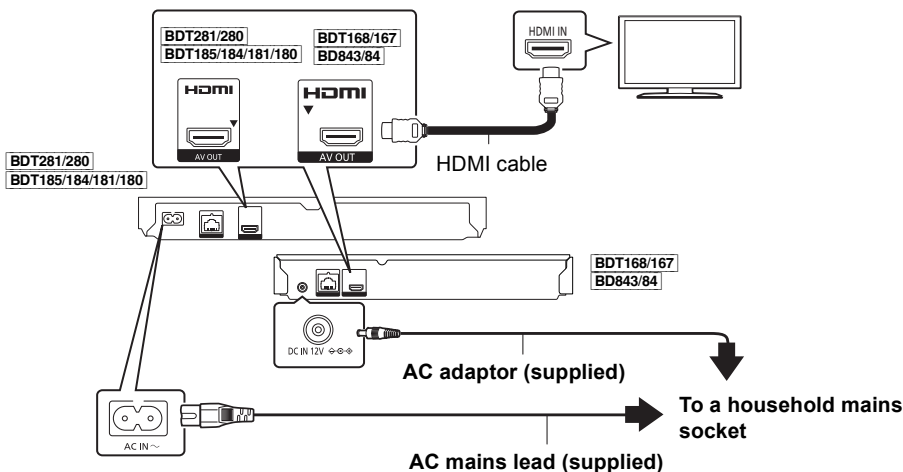 BDT281/280
BDT185/184/181/180
BDT168/167
BD843/84
HDMI
AV OUT
HDMI
AV OUT
HDMI IN
HDMI cable
BDT281/280
BDT185/184/181/180
BDT168/167
BD843/84
DC IN 12V
AC adaptor (supplied)
To a household mains
socket
AC IN ~
AC mains lead (supplied)